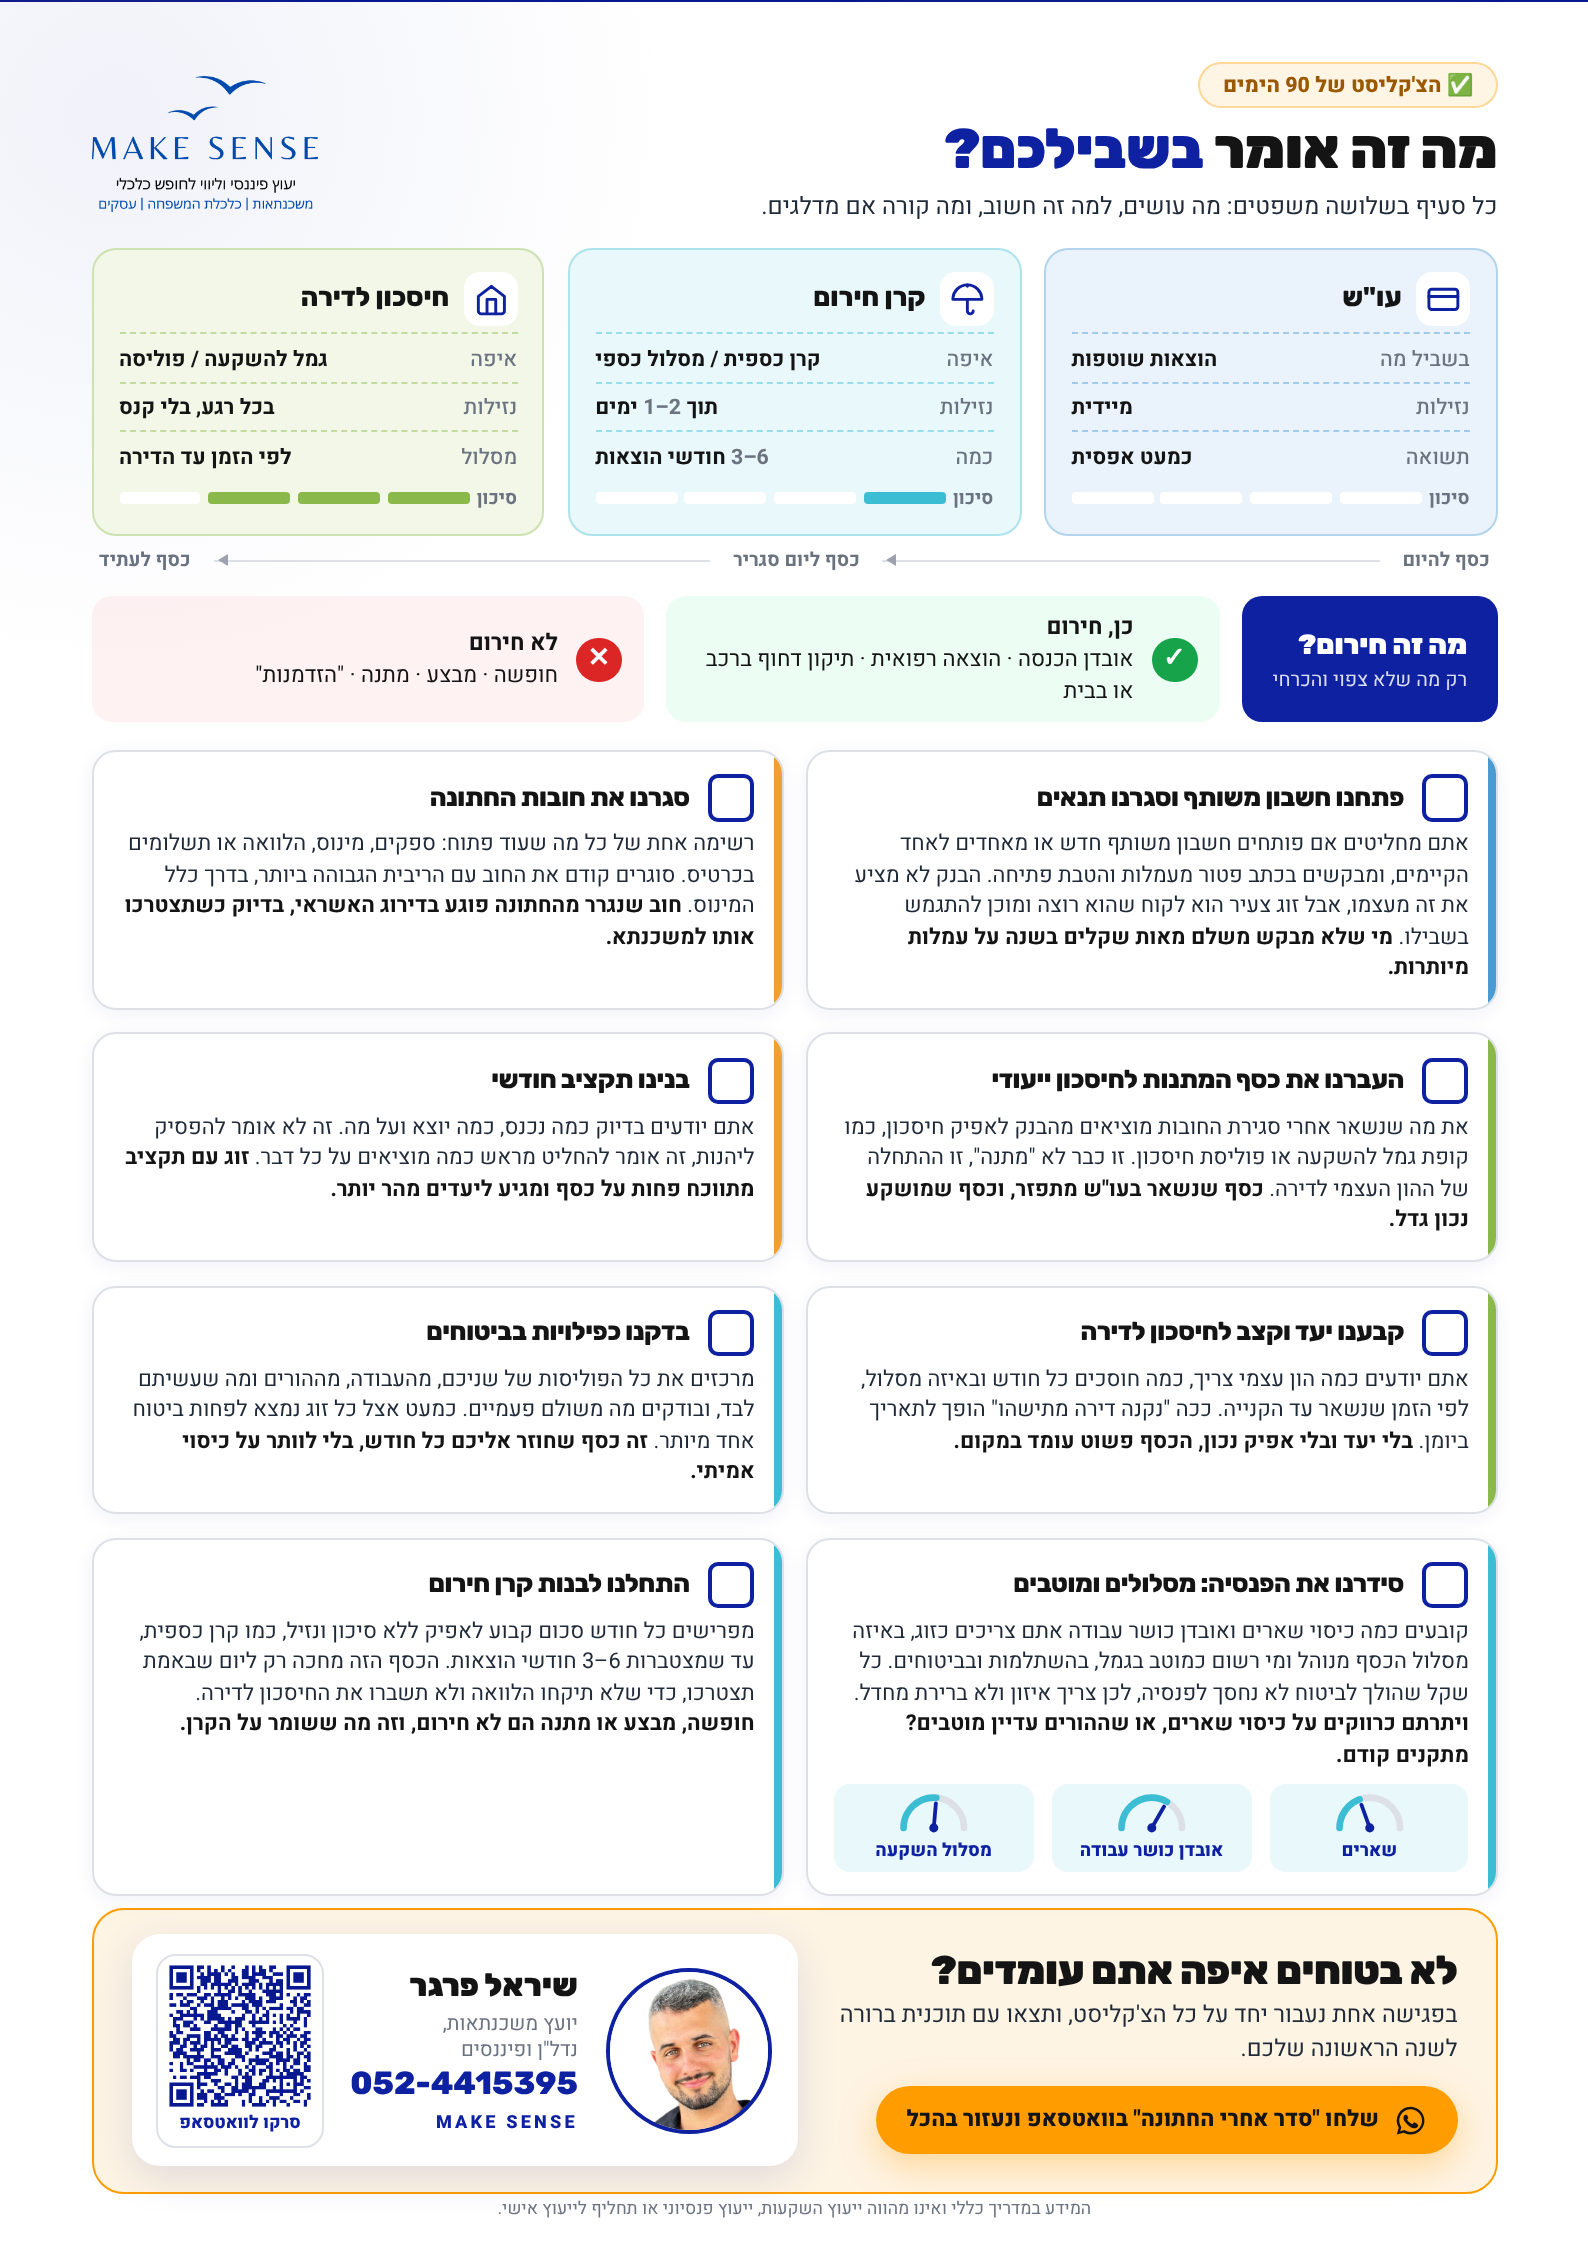 ✅ הצ'קליסט של 90 הימים
מה זה אומר בשבילכם?
כל סעיף בשלושה משפטים: מה עושים, למה זה חשוב, ומה קורה אם מדלגים.
MAKE SENSE
יעוץ פיננסי וליווי לחופש כלכלי
משכנתאות | כלכלת המשפחה | עסקים
עו"ש
בשביל מה הוצאות שוטפות
נזילות מיידית
תשואה כמעט אפסית
סיכון
קרן חירום
איפה קרן כספית / מסלול כספי
נזילות תוך 1–2 ימים
כמה 3–6 חודשי הוצאות
סיכון
חיסכון לדירה
איפה גמל להשקעה / פוליסה
נזילות בכל רגע, בלי קנס
מסלול לפי הזמן עד הדירה
סיכון
כסף להיום
כסף ליום סגריר
כסף לעתיד
מה זה חירום?
רק מה שלא צפוי והכרחי
כן, חירום
אובדן הכנסה · הוצאה רפואית · תיקון דחוף ברכב
או בבית
לא חירום
חופשה · מבצע · מתנה · "הזדמנות"
פתחנו חשבון משותף וסגרנו תנאים
אתם מחליטים אם פותחים חשבון משותף חדש או מאחדים לאחד
הקיימים, ומבקשים בכתב פטור מעמלות והטבת פתיחה. הבנק לא מציע
את זה מעצמו, אבל זוג צעיר הוא לקוח שהוא רוצה ומוכן להתגמש
בשבילו. מי שלא מבקש משלם מאות שקלים בשנה על עמלות
מיותרות.
סגרנו את חובות החתונה
רשימה אחת של כל מה שעוד פתוח: ספקים, מינוס, הלוואה או תשלומים
בכרטיס. סוגרים קודם את החוב עם הריבית הגבוהה ביותר, בדרך כלל
המינוס. חוב שנגרר מהחתונה פוגע בדירוג האשראי, בדיוק כשתצטרכו
אותו למשכנתא.
העברנו את כסף המתנות לחיסכון ייעודי
את מה שנשאר אחרי סגירת החובות מוציאים מהבנק לאפיק חיסכון, כמו
קופת גמל להשקעה או פוליסת חיסכון. זו כבר לא "מתנה", זו ההתחלה
של ההון העצמי לדירה. כסף שנשאר בעו"ש מתפזר, וכסף שמושקע
נכון גדל.
בנינו תקציב חודשי
אתם יודעים בדיוק כמה נכנס, כמה יוצא ועל מה. זה לא אומר להפסיק
ליהנות, זה אומר להחליט מראש כמה מוציאים על כל דבר. זוג עם תקציב
מתווכח פחות על כסף ומגיע ליעדים מהר יותר.
קבענו יעד וקצב לחיסכון לדירה
אתם יודעים כמה הון עצמי צריך, כמה חוסכים כל חודש ובאיזה מסלול,
לפי הזמן שנשאר עד הקנייה. ככה "נקנה דירה מתישהו" הופך לתאריך
ביומן. בלי יעד ובלי אפיק נכון, הכסף פשוט עומד במקום.
בדקנו כפילויות בביטוחים
מרכזים את כל הפוליסות של שניכם, מהעבודה, מההורים ומה שעשיתם
לבד, ובודקים מה משולם פעמיים. כמעט אצל כל זוג נמצא לפחות ביטוח
אחד מיותר. זה כסף שחוזר אליכם כל חודש, בלי לוותר על כיסוי
אמיתי.
סידרנו את הפנסיה: מסלולים ומוטבים
קובעים כמה כיסוי שארים ואובדן כושר עבודה אתם צריכים כזוג, באיזה
מסלול הכסף מנוהל ומי רשום כמוטב בגמל, בהשתלמות ובביטוחים. כל
שקל שהולך לביטוח לא נחסך לפנסיה, לכן צריך איזון ולא ברירת מחדל.
ויתרתם כרווקים על כיסוי שארים, או שההורים עדיין מוטבים?
מתקנים קודם.
שארים
אובדן כושר עבודה
מסלול השקעה
התחלנו לבנות קרן חירום
מפרישים כל חודש סכום קבוע לאפיק ללא סיכון ונזיל, כמו קרן כספית,
עד שמצטברות 3–6 חודשי הוצאות. הכסף הזה מחכה רק ליום שבאמת
תצטרכו, כדי שלא תיקחו הלוואה ולא תשברו את החיסכון לדירה.
חופשה, מבצע או מתנה הם לא חירום, וזה מה ששומר על הקרן.
לא בטוחים איפה אתם עומדים?
בפגישה אחת נעבור יחד על כל הצ'קליסט, ותצאו עם תוכנית ברורה
לשנה הראשונה שלכם.
שלחו "סדר אחרי החתונה" בוואטסאפ ונעזור בהכל
שיראל פרגר
יועץ משכנתאות,
נדל"ן ופיננסים
052-4415395
MAKE SENSE
סרקו לוואטסאפ
המידע במדריך כללי ואינו מהווה ייעוץ השקעות, ייעוץ פנסיוני או תחליף לייעוץ אישי.